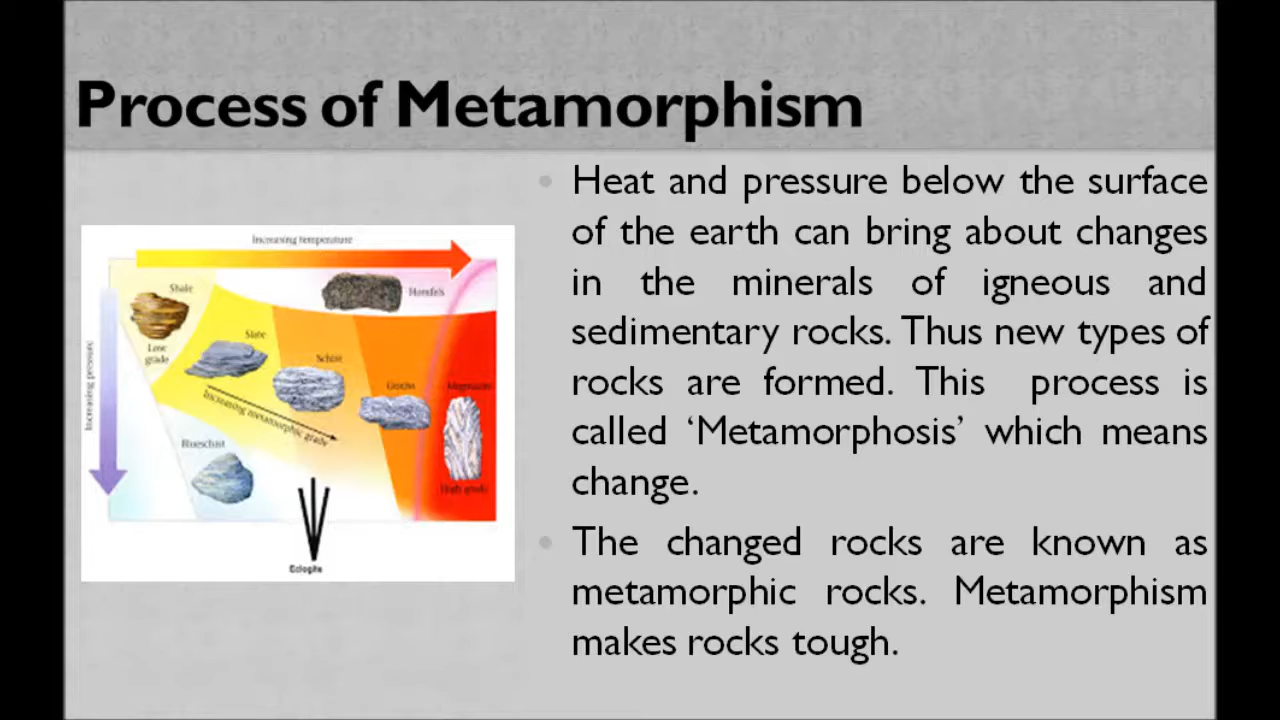 Process of Metamorphism
Increasing temperature
Shale
Hornfels
Low
grade
Slate
Schist
Gneiss
Increasing pressure
Increasing metamorphic grade
Blueschist
High grade
Eclogite
Heat and pressure below the surface
of the earth can bring about changes
in the minerals of igneous and
sedimentary rocks. Thus new types of
rocks are formed. This process is
called ‘Metamorphosis’ which means
change.
The changed rocks are known as
metamorphic rocks. Metamorphism
makes rocks tough.